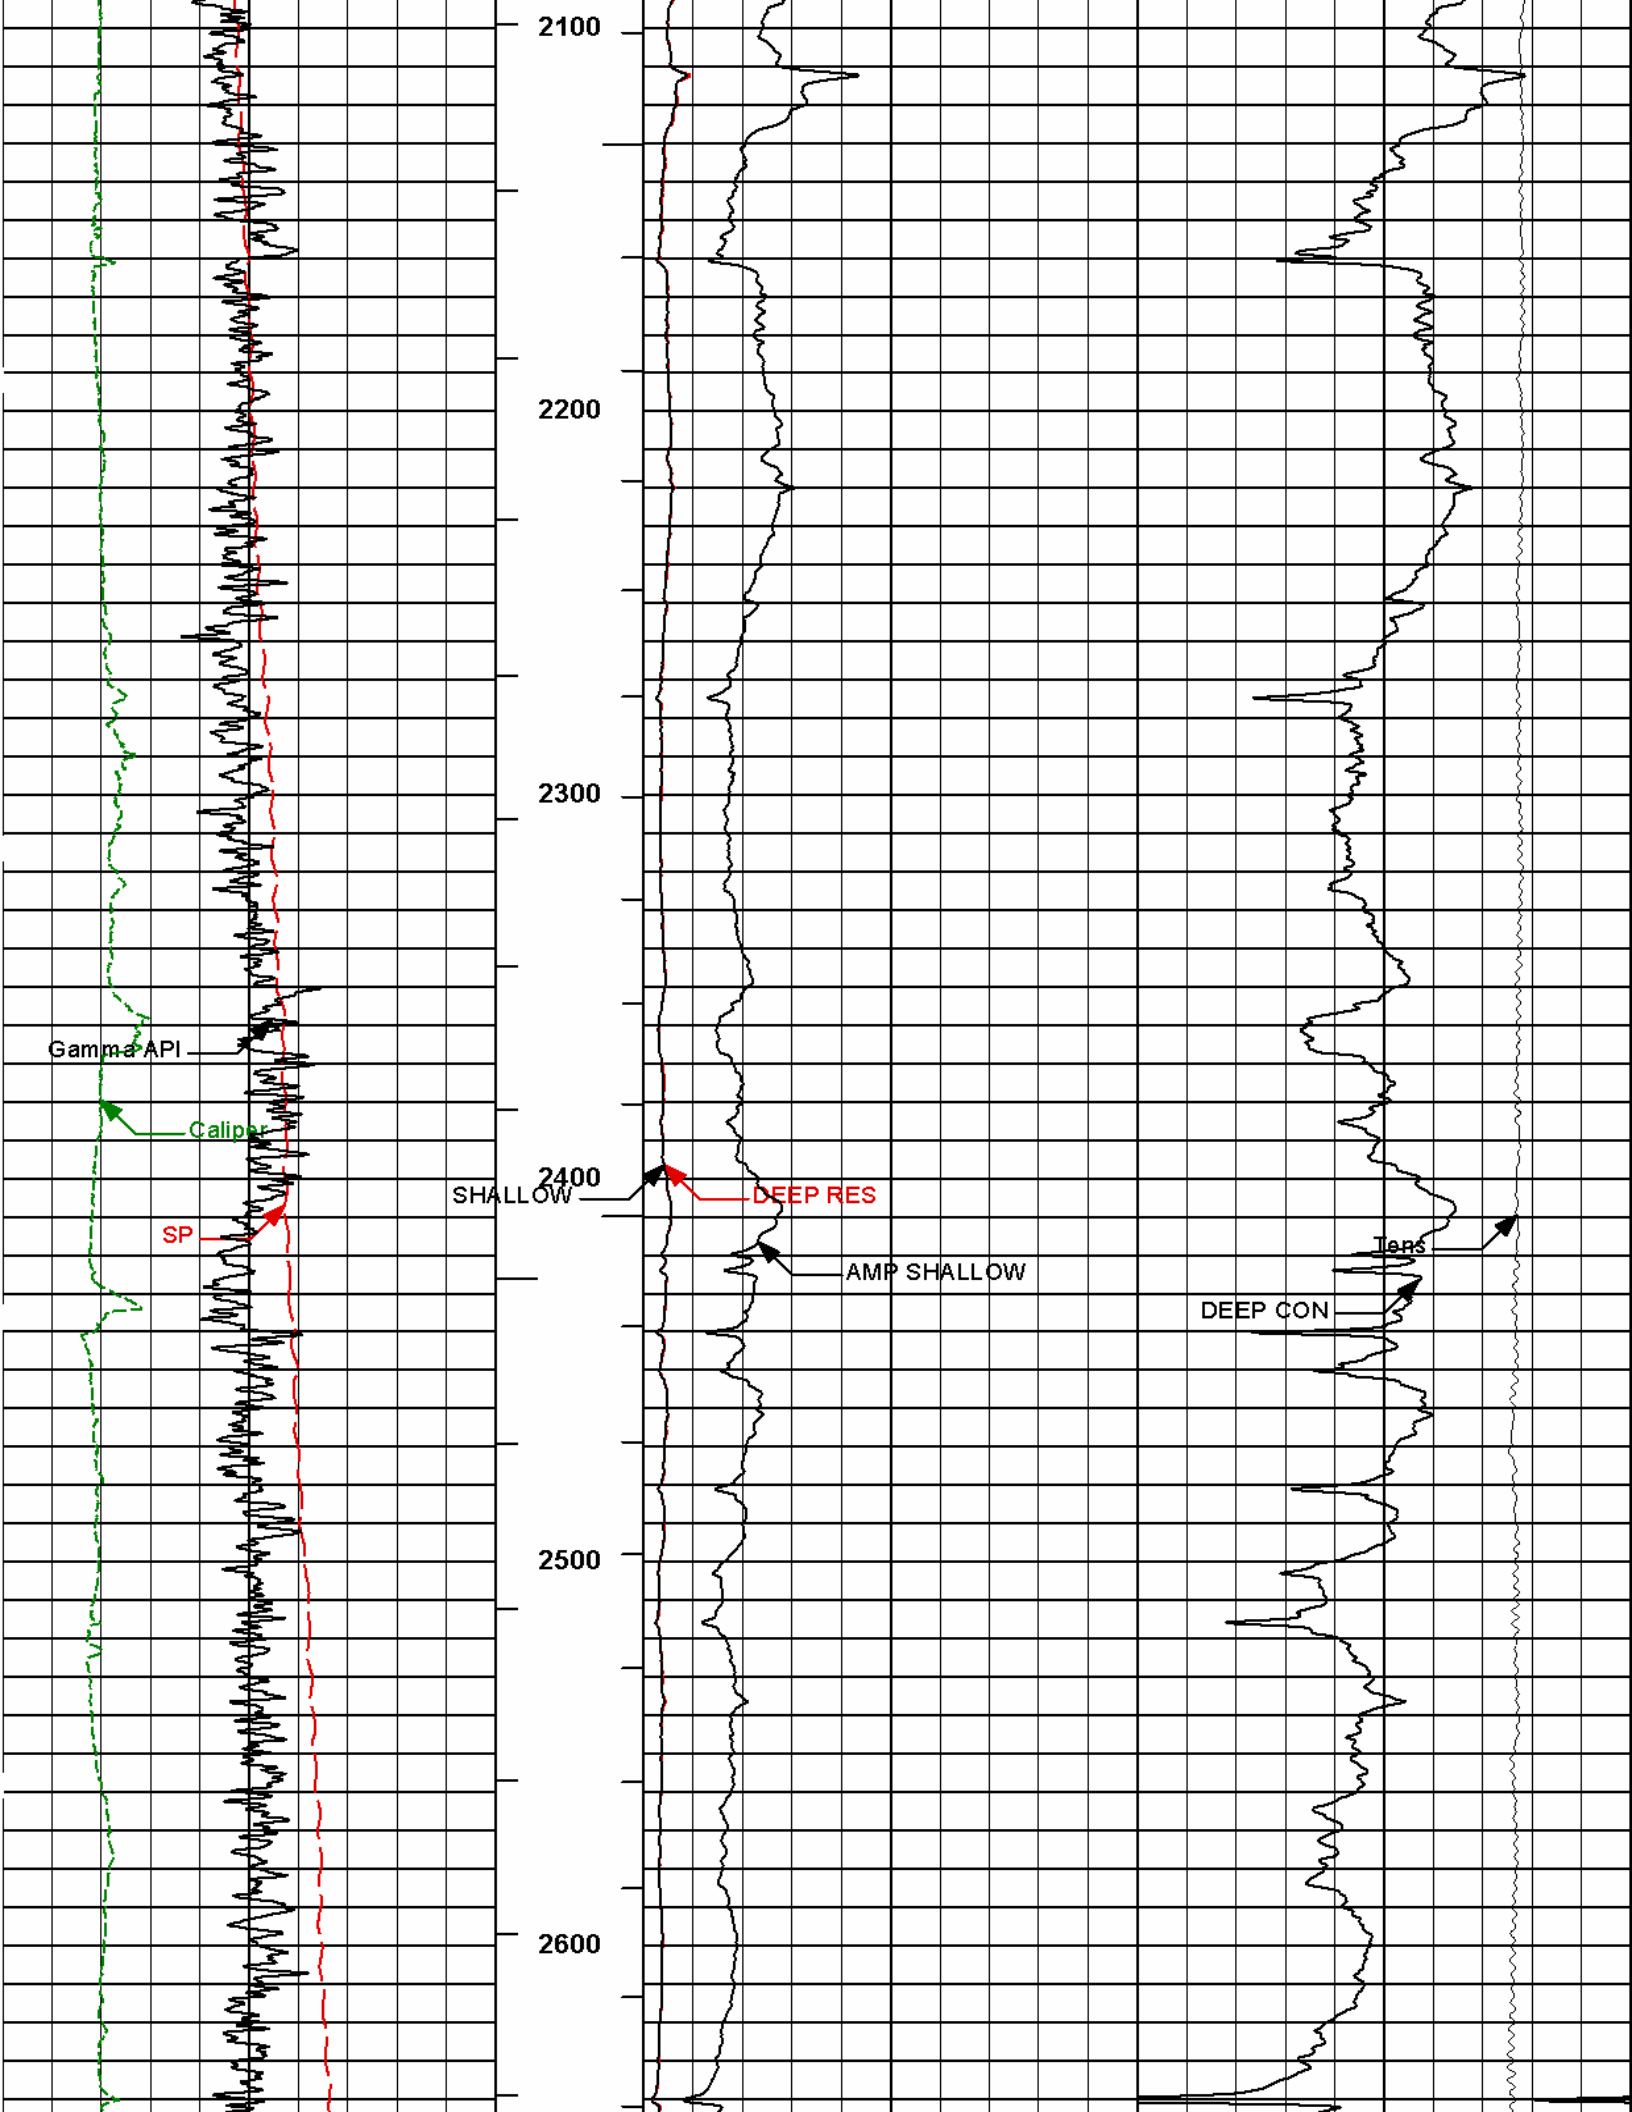 2100
2200
2300
Gamma API
Caliper
2400
SHALLOW
DEEP RES
SP
Tens
AMP SHALLOW
DEEP CON
2500
2600